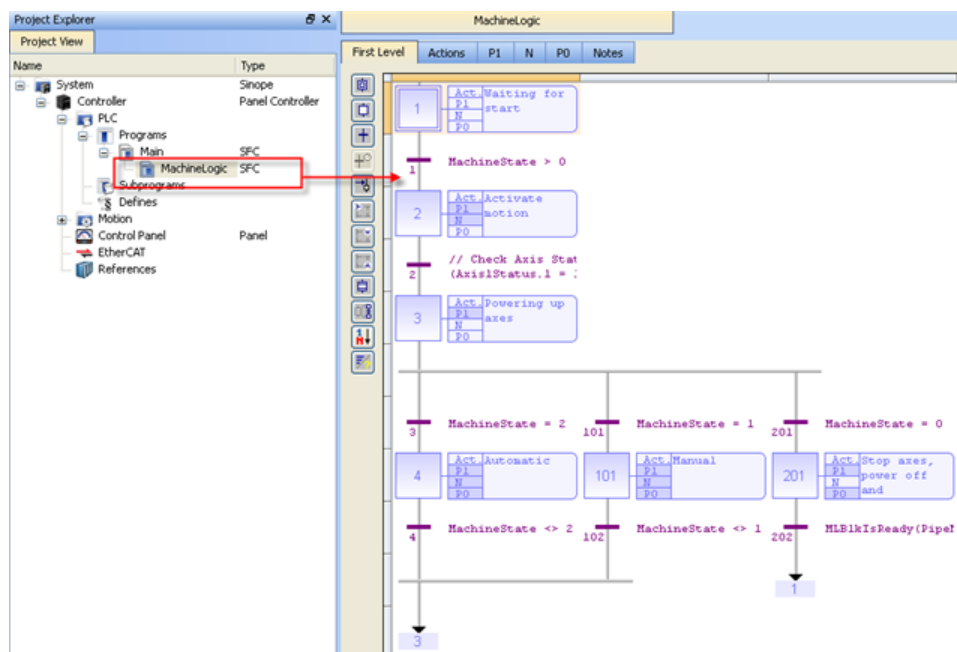 Project Explorer
Project View
Name Type
System Sinope
Controller Panel Controller
PLC
Programs
Main SFC
MachineLogic SFC
Subprograms
Defines
Motion
Control Panel Panel
EtherCAT
References
MachineLogic
First Level Actions P1 N P0 Notes
1
Act. Waiting for
P1 start
N
P0
1
MachineState > 0
2
Act. Activate
P1 motion
N
P0
2
// Check Axis Stat
(Axis1Status.1 =
3
Act. Powering up
P1 axes
N
P0
3 MachineState = 2
101 MachineState = 1
201 MachineState = 0
4
Act. Automatic
P1
N
P0
101
Act. Manual
P1
N
P0
201
Act. Stop axes,
P1 power off
N and
P0
4 MachineState <> 2
102 MachineState <> 1
202 MLBlkIsReady(Pipe
1
3